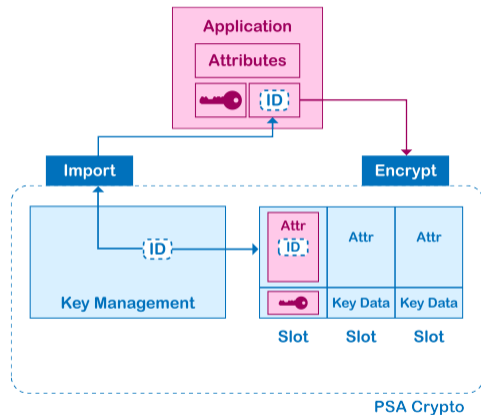 Application
Attributes
ID
Import
Encrypt
ID
Key Management
Attr
ID
Attr
Attr
Key Data
Key Data
Slot
Slot
Slot
PSA Crypto